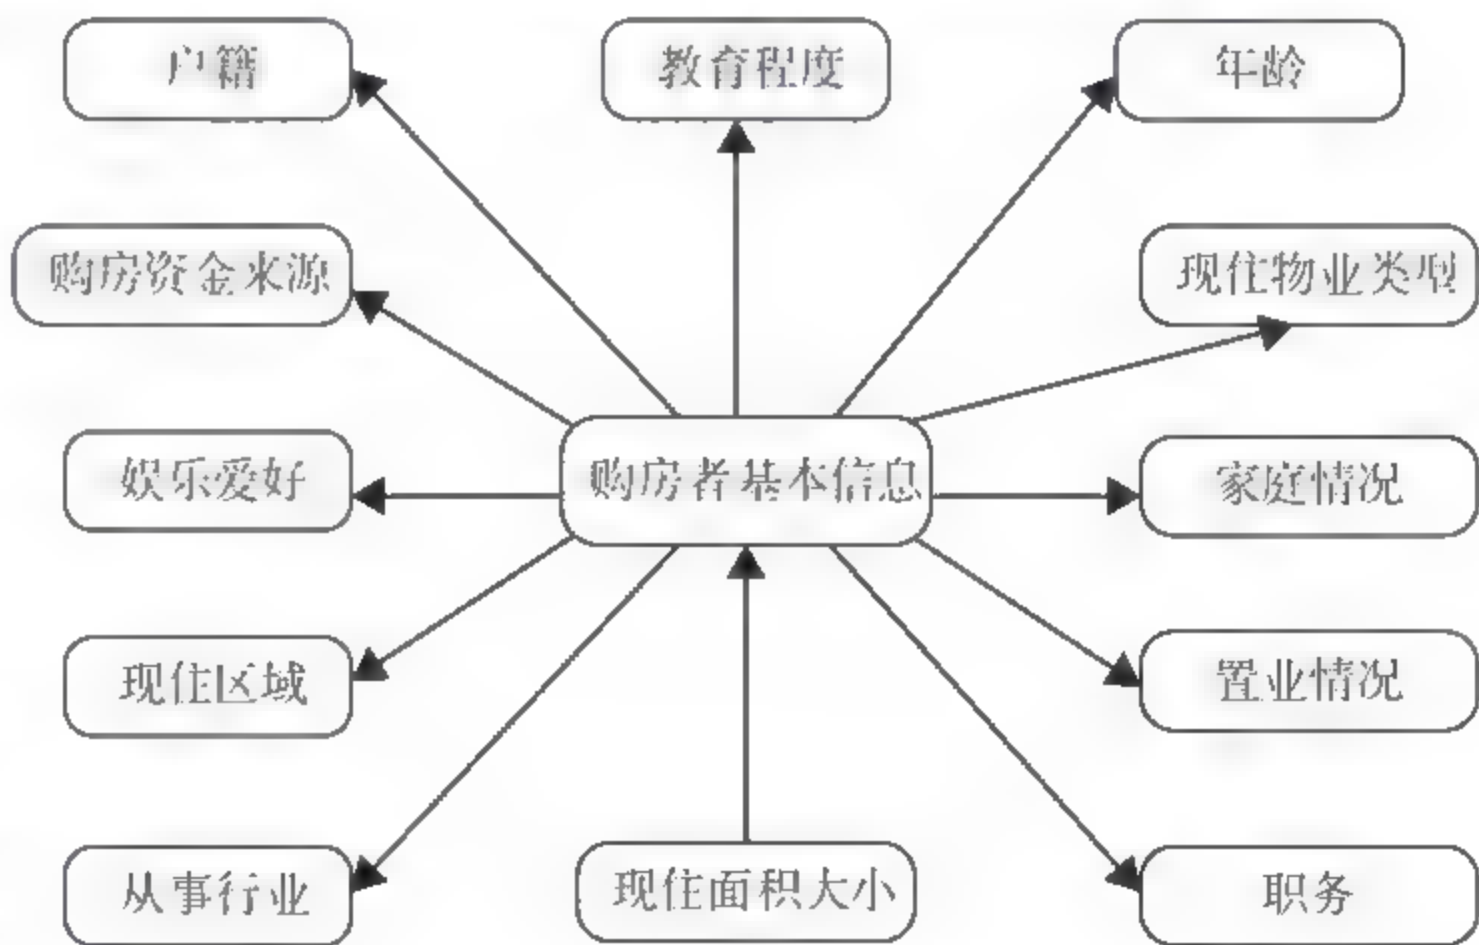 户籍
教育程度
年龄
购房资金来源
现住物业类型
娱乐爱好
购房者基本信息
家庭情况
现住区域
置业情况
从事行业
现住面积大小
职务